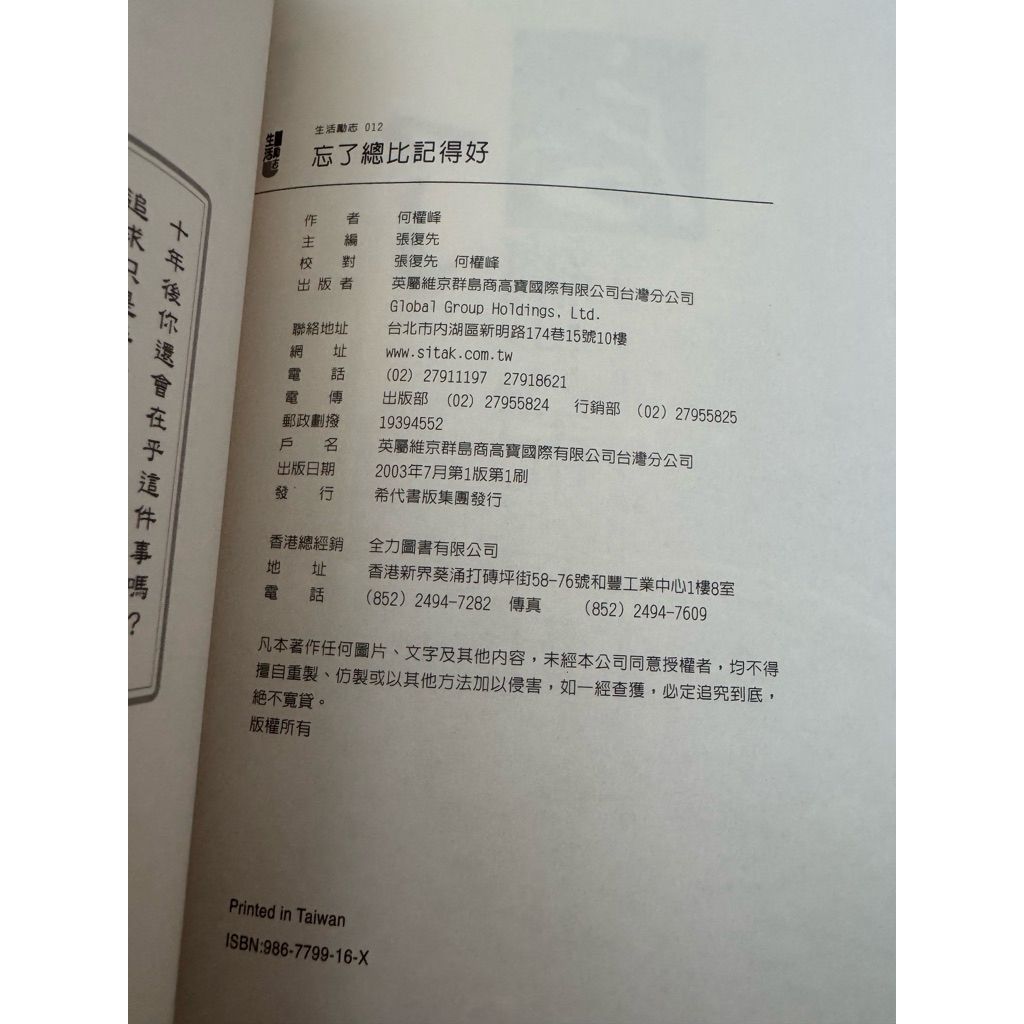 生活勵志 012
生活勵志
忘了總比記得好
作者 何權峰
主編 張復先
校對 張復先 何權峰
出版者 英屬維京群島商高寶國際有限公司台灣分公司
Global Group Holdings, Ltd.
聯絡地址 台北市內湖區新明路174巷15號10樓
網址 www.sitak.com.tw
電話 (02) 27911197 27918621
電傳 出版部 (02) 27955824 行銷部 (02) 27955825
郵政劃撥 19394552
戶名 英屬維京群島商高寶國際有限公司台灣分公司
出版日期 2003年7月第1版第1刷
發行 希代書版集團發行
香港總經銷 全力圖書有限公司
地址 香港新界葵涌打磚坪街58-76號和豐工業中心1樓8室
電話 (852) 2494-7282 傳真 (852) 2494-7609
凡本著作任何圖片、文字及其他內容，未經本公司同意授權者，均不得
擅自重製、仿製或以其他方法加以侵害，如一經查獲，必定追究到底，
絕不寬貸。
版權所有
Printed in Taiwan
ISBN:986-7799-16-X
十年後你還會在乎這件事嗎？
追求只是